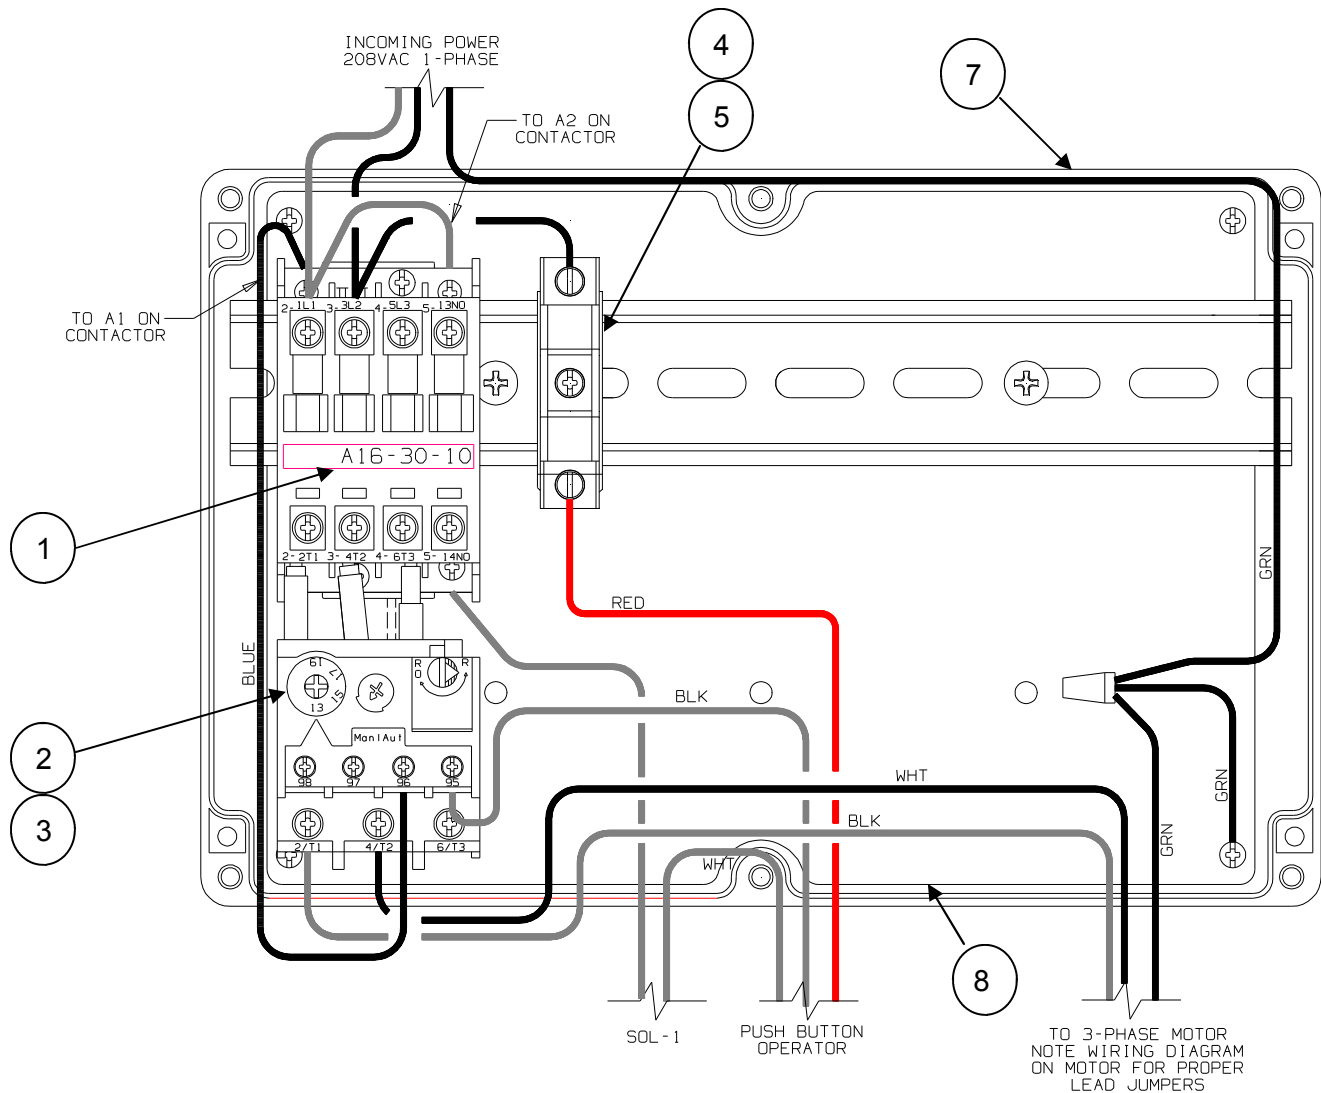 INCOMING POWER
208VAC 1-PHASE
4
5
7
TO A2 ON
CONTACTOR
TO A1 ON
CONTACTOR
2-1L1 3-3L2 4-5L3 5-13NO
A16-30-10
1
2-2T1 3-4T2 4-6T3 5-14NO
GRN
RED
BLUE
19
17
15
13
R
O
R
BLK
2
3
Man|Aut
98 97 96 95
WHT
GRN
BLK
GRN
2/T1 4/T2 6/T3
WHT
8
SOL-1
PUSH BUTTON
OPERATOR
TO 3-PHASE MOTOR
NOTE WIRING DIAGRAM
ON MOTOR FOR PROPER
LEAD JUMPERS